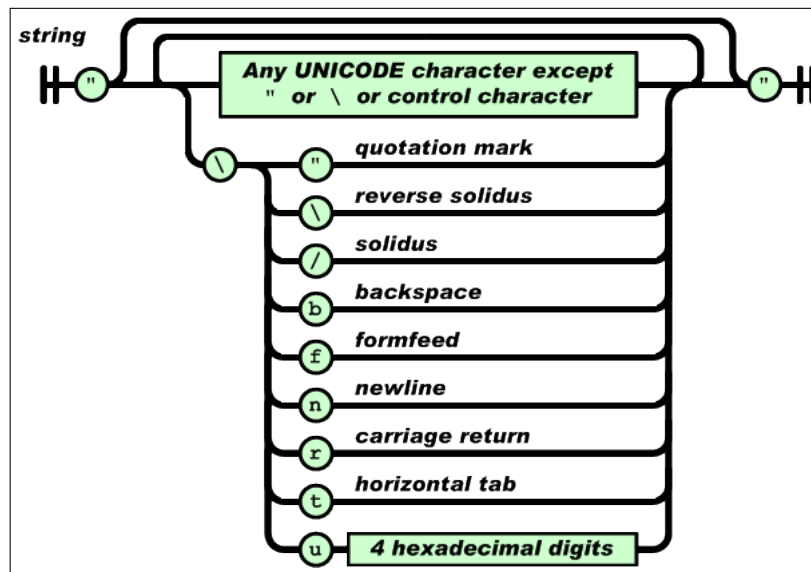 string
" Any UNICODE character except "
" or \ or control character
\ " quotation mark
\ reverse solidus
/ solidus
b backspace
f formfeed
n newline
r carriage return
t horizontal tab
u 4 hexadecimal digits